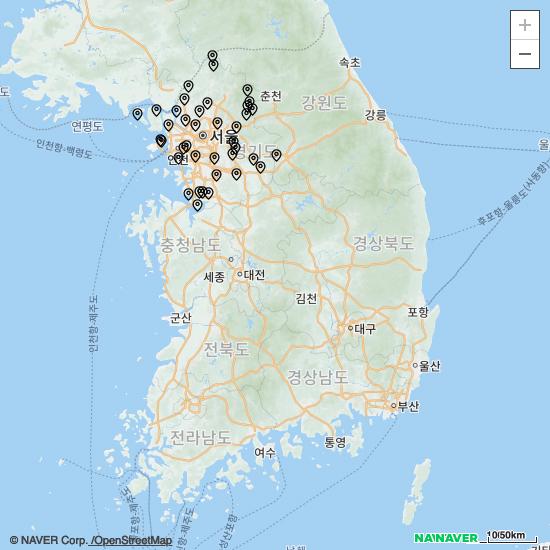 +
−
속초
춘천
강원도
강릉
연평도
서울
인천항-백령도
인천
경기도
울
후포항-울릉도(사동항)
충청남도
경상북도
세종
대전
인천항-제주도
김천
군산
포항
대구
전북도
경상남도
울산
부산
전라남도
통영
여수
© NAVER Corp. /OpenStreetMap
NAVER
10/50km